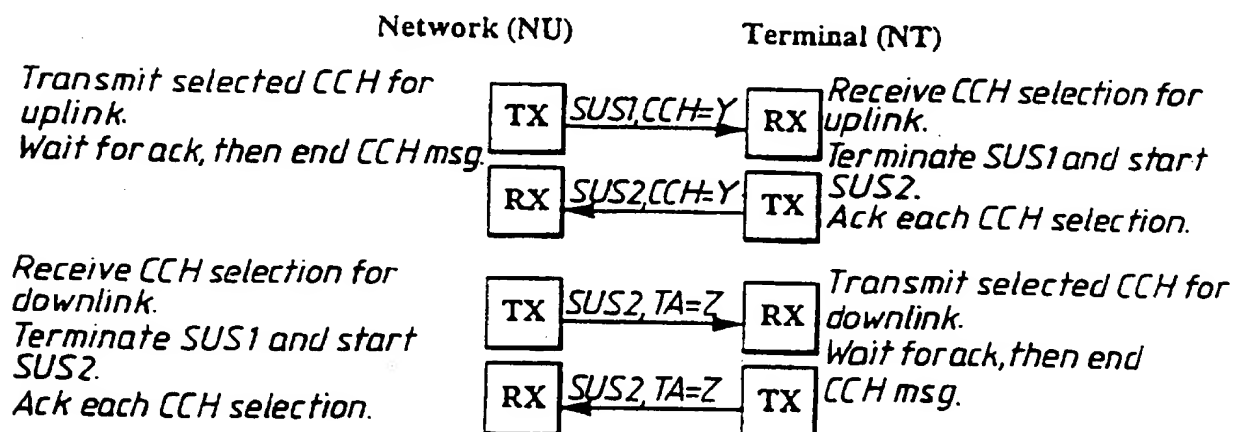 Network (NU) Terminal (NT)
Transmit selected CCH for
uplink.
Wait for ack, then end CCH msg.
TX SUS1,CCH=Y RX
RX SUS2,CCH=Y TX
Receive CCH selection for
uplink.
Terminate SUS1 and start
SUS2.
Ack each CCH selection.
Receive CCH selection for
downlink.
Terminate SUS1 and start
SUS2.
Ack each CCH selection.
TX SUS2,TA=Z RX
RX SUS2,TA=Z TX
Transmit selected CCH for
downlink.
Wait for ack, then end
CCH msg.